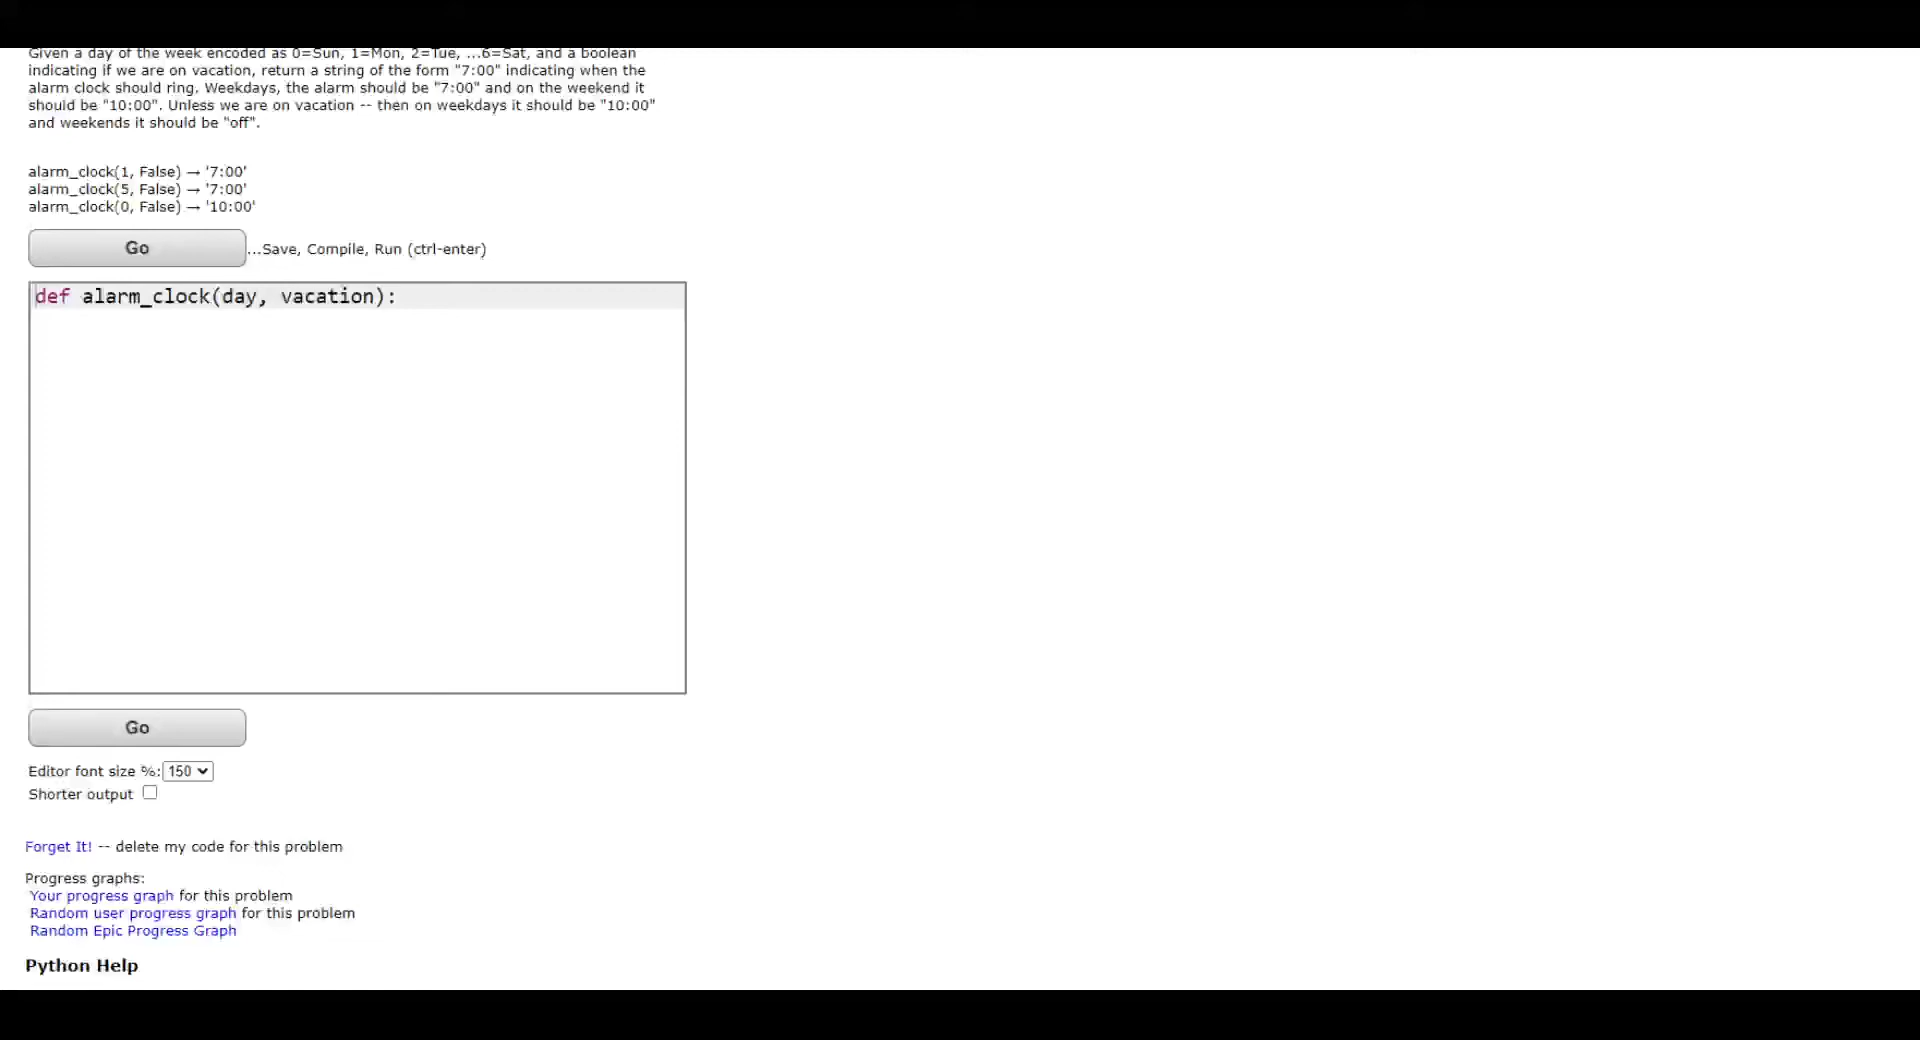 Given a day of the week encoded as 0=Sun, 1=Mon, 2=Tue, ...6=Sat, and a boolean
indicating if we are on vacation, return a string of the form "7:00" indicating when the
alarm clock should ring. Weekdays, the alarm should be "7:00" and on the weekend it
should be "10:00". Unless we are on vacation -- then on weekdays it should be "10:00"
and weekends it should be "off".
alarm_clock(1, False) → '7:00'
alarm_clock(5, False) → '7:00'
alarm_clock(0, False) → '10:00'
Go ...Save, Compile, Run (ctrl-enter)
def alarm_clock(day, vacation):
Go
Editor font size %: 150
Shorter output
Forget It! -- delete my code for this problem
Progress graphs:
Your progress graph for this problem
Random user progress graph for this problem
Random Epic Progress Graph
Python Help